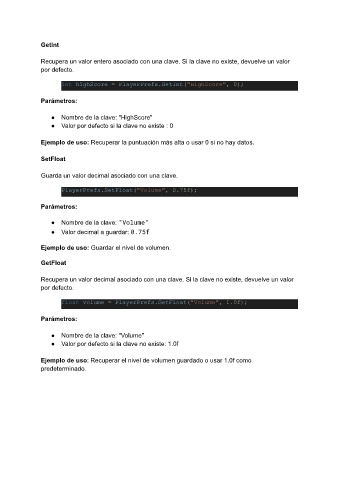 GetInt
Recupera un valor entero asociado con una clave. Si la clave no existe, devuelve un valor
por defecto.
int highScore = PlayerPrefs.GetInt("HighScore", 0);
Parámetros:
● Nombre de la clave: "HighScore"
● Valor por defecto si la clave no existe : 0
Ejemplo de uso: Recuperar la puntuación más alta o usar 0 si no hay datos.
SetFloat
Guarda un valor decimal asociado con una clave.
PlayerPrefs.SetFloat("Volume", 0.75f);
Parámetros:
● Nombre de la clave: "Volume"
● Valor decimal a guardar: 0.75f
Ejemplo de uso: Guardar el nivel de volumen.
GetFloat
Recupera un valor decimal asociado con una clave. Si la clave no existe, devuelve un valor
por defecto.
float volume = PlayerPrefs.GetFloat("Volume", 1.0f);
Parámetros:
● Nombre de la clave: "Volume"
● Valor por defecto si la clave no existe: 1.0f
Ejemplo de uso: Recuperar el nivel de volumen guardado o usar 1.0f como
predeterminado.